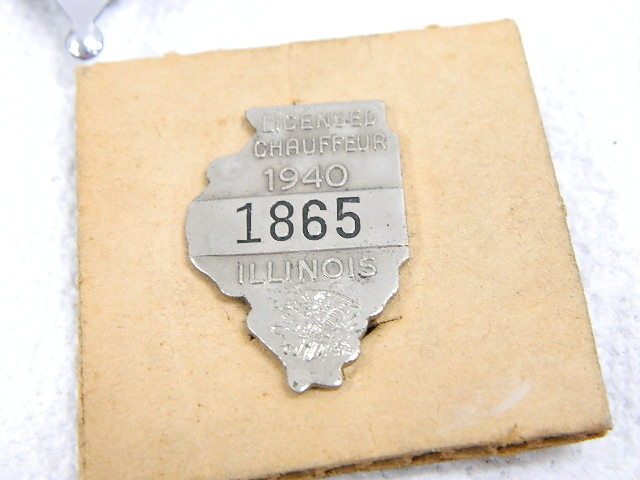 LICENSED
CHAUFFEUR
1940
1865
ILLINOIS